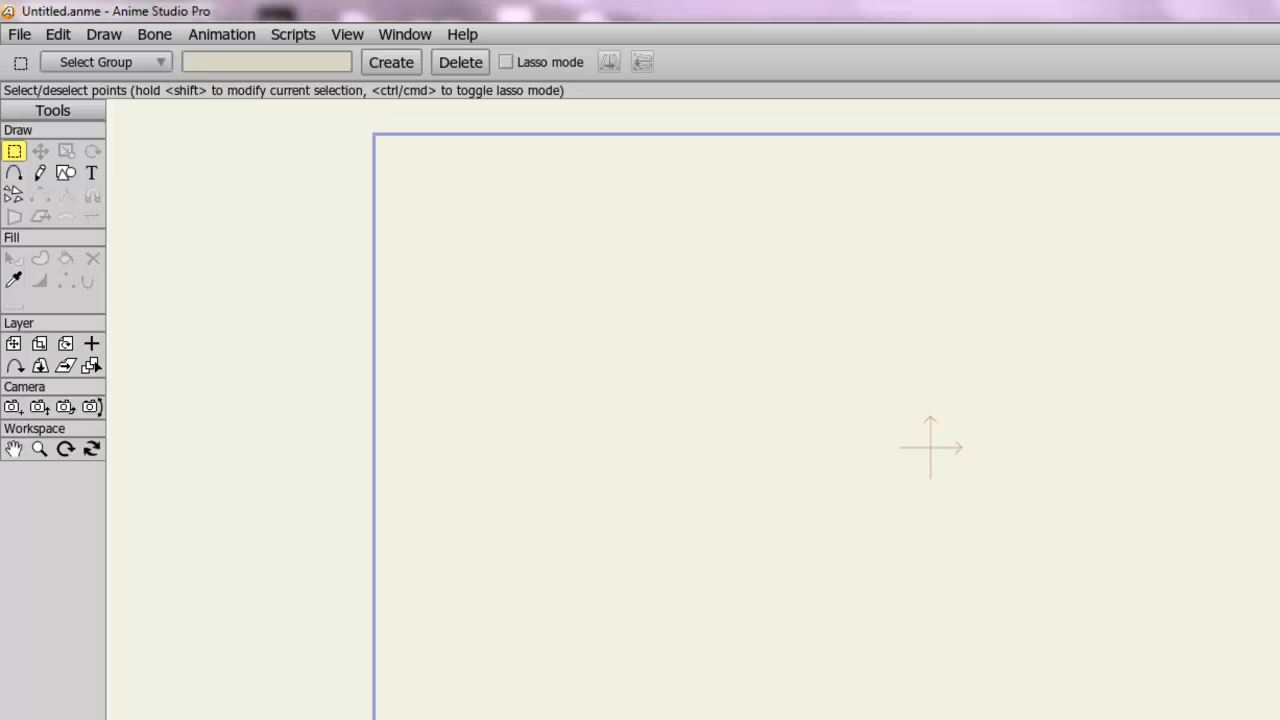 Untitled.anme - Anime Studio Pro
File Edit Draw Bone Animation Scripts View Window Help
Select Group Create Delete Lasso mode
Select/deselect points (hold <shift> to modify current selection, <ctrl/cmd> to toggle lasso mode)
Tools
Draw
T
Fill
Layer
Camera
Workspace